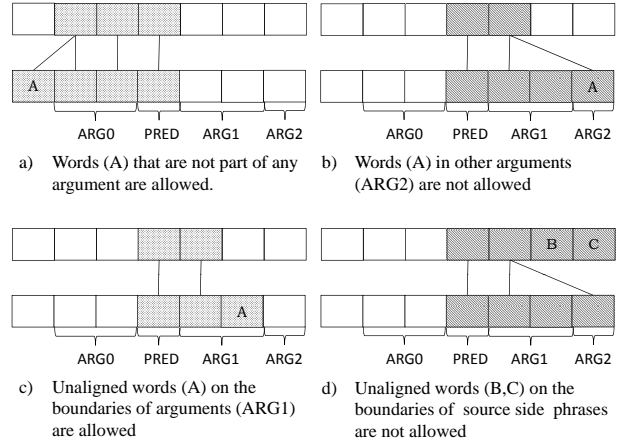 A
ARG0 PRED ARG1 ARG2
a) Words (A) that are not part of any
argument are allowed.
A
ARG0 PRED ARG1 ARG2
b) Words (A) in other arguments
(ARG2) are not allowed
A
ARG0 PRED ARG1 ARG2
c) Unaligned words (A) on the
boundaries of arguments (ARG1)
are allowed
B C
ARG0 PRED ARG1 ARG2
d) Unaligned words (B,C) on the
boundaries of source side phrases
are not allowed